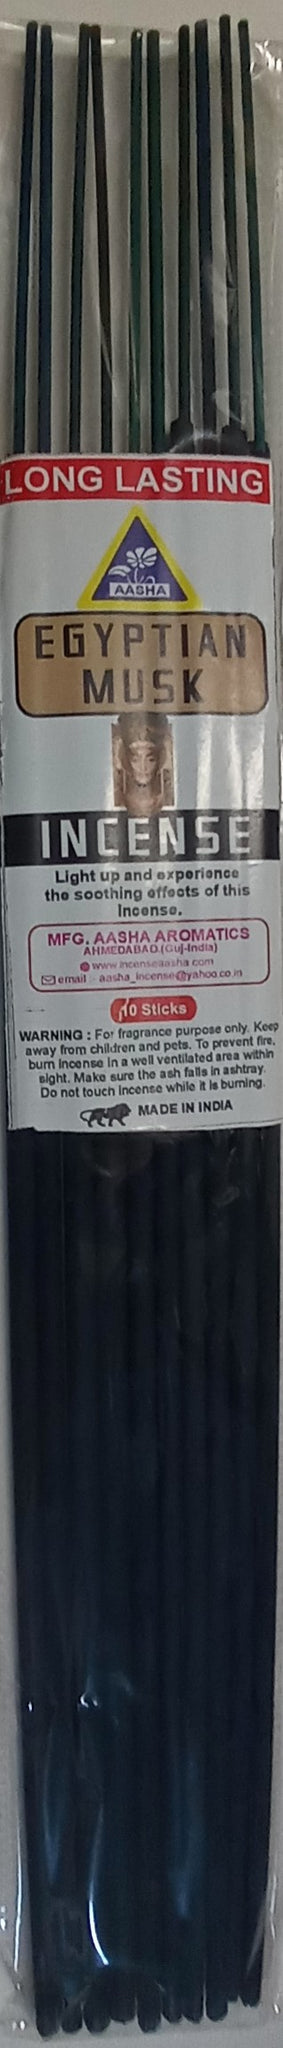 LONG LASTING
AASHA
EGYPTIAN
MUSK
INCENSE
Light up and experience
the soothing effects of this
Incense.
MFG. AASHA AROMATICS
AHMEDABAD.(Guj-India)
www.incenseaasha.com
email :- aasha_incense@yahoo.co.in
10 Sticks
WARNING : For fragrance purpose only. Keep
away from children and pets. To prevent fire,
burn incense in a well ventilated area within
sight. Make sure the ash falls in ashtray.
Do not touch incense while it is burning.
MADE IN INDIA